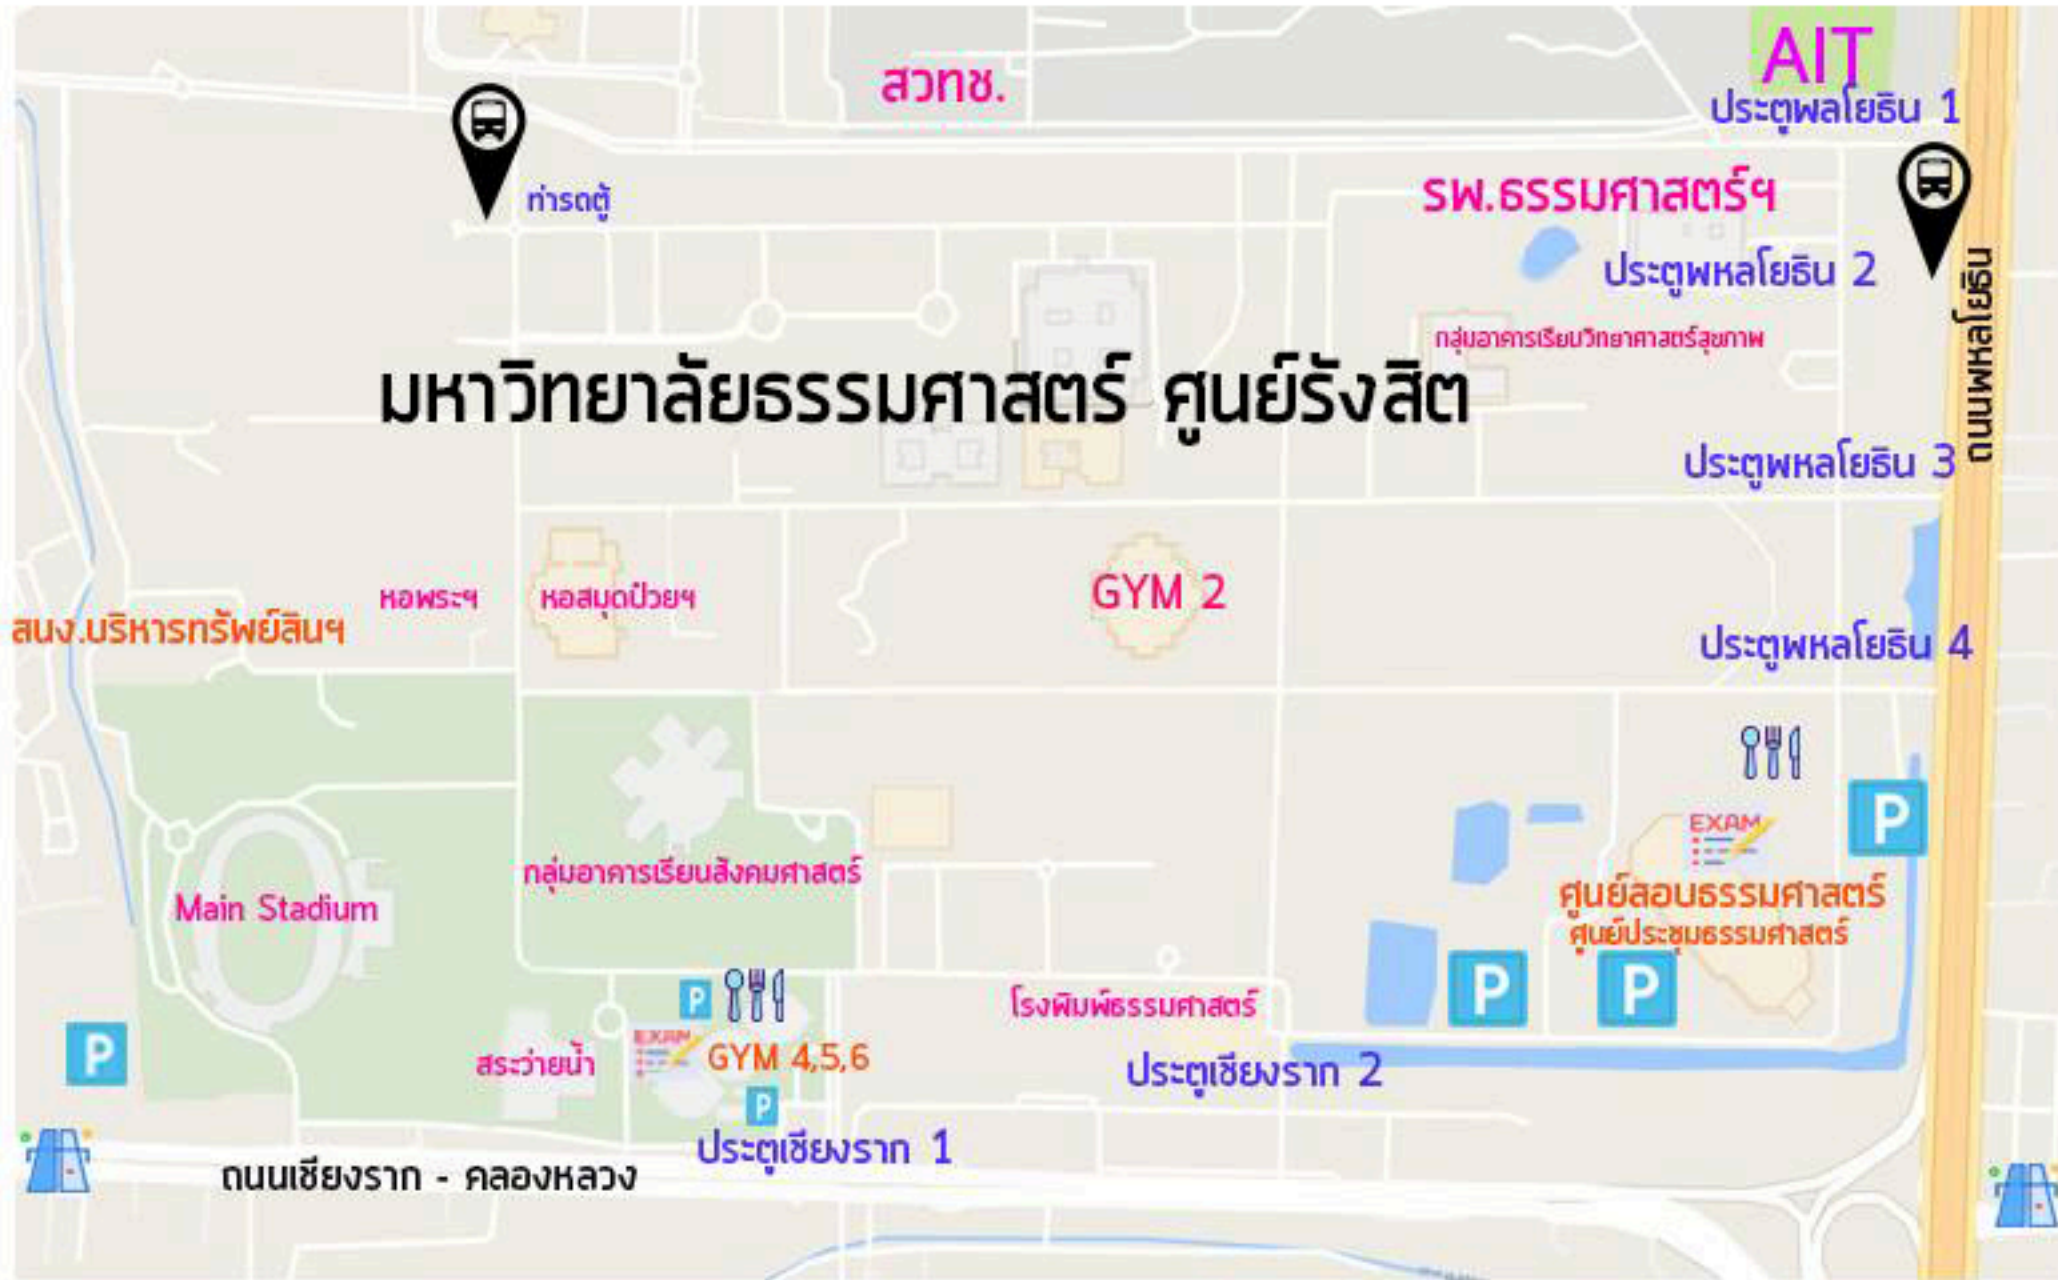 AIT
สวทช.
ประตูพลโยธิน 1
ท่ารถตู้
รพ.ธรรมศาสตร์ฯ
ประตูพหลโยธิน 2
ถนนพหลโยธิน
กลุ่มอาคารเรียนวิทยาศาสตร์สุขภาพ
มหาวิทยาลัยธรรมศาสตร์ ศูนย์รังสิต
ประตูพหลโยธิน 3
หอพระฯ
หอสมุดป๋วยฯ
GYM 2
สนง.บริหารทรัพย์สินฯ
ประตูพหลโยธิน 4
P
EXAM
กลุ่มอาคารเรียนสังคมศาสตร์
ศูนย์สอบธรรมศาสตร์
Main Stadium
ศูนย์ประชุมธรรมศาสตร์
P
P
P
โรงพิมพ์ธรรมศาสตร์
EXAM
P
สระว่ายน้ำ
GYM 4,5,6
ประตูเชียงราก 2
P
ประตูเชียงราก 1
ถนนเชียงราก - คลองหลวง